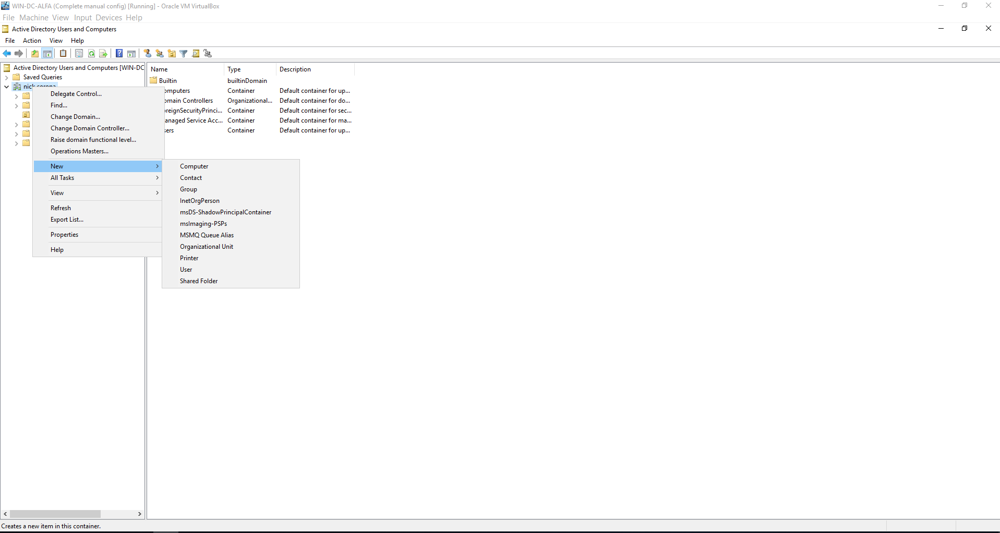 WIN-DC-ALFA (Complete manual config) [Running] - Oracle VM VirtualBox
File Machine View Input Devices Help
Active Directory Users and Computers
File Action View Help
Active Directory Users and Computers [WIN-DC
Saved Queries
Delegate Control...
Find...
Change Domain...
Change Domain Controller...
Raise domain functional level...
Operations Masters...
New
All Tasks
View
Refresh
Export List...
Properties
Help
Computer
Contact
Group
InetOrgPerson
msDS-ShadowPrincipalContainer
msImaging-PSPs
MSMQ Queue Alias
Organizational Unit
Printer
User
Shared Folder
Name Type Description
Builtin builtinDomain
omputers Container Default container for up...
omain Controllers Organizational... Default container for do...
oreignSecurityPrinci... Container Default container for sec...
anaged Service Acc... Container Default container for ma...
sers Container Default container for up...
Creates a new item in this container.